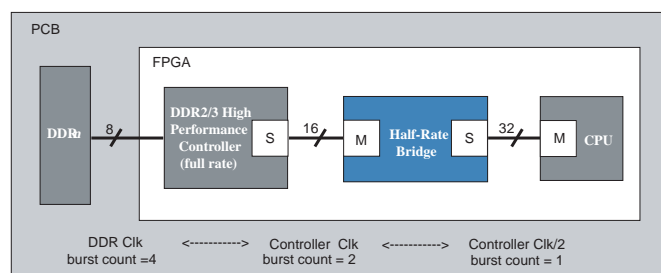 PCB
FPGA
DDRn
8
DDR2/3 High
Performance
Controller
(full rate)
S
16
M
Half-Rate
Bridge
S
32
M
CPU
DDR Clk <-----------> Controller Clk <-----------> Controller Clk/2
burst count =4 burst count = 2 burst count = 1